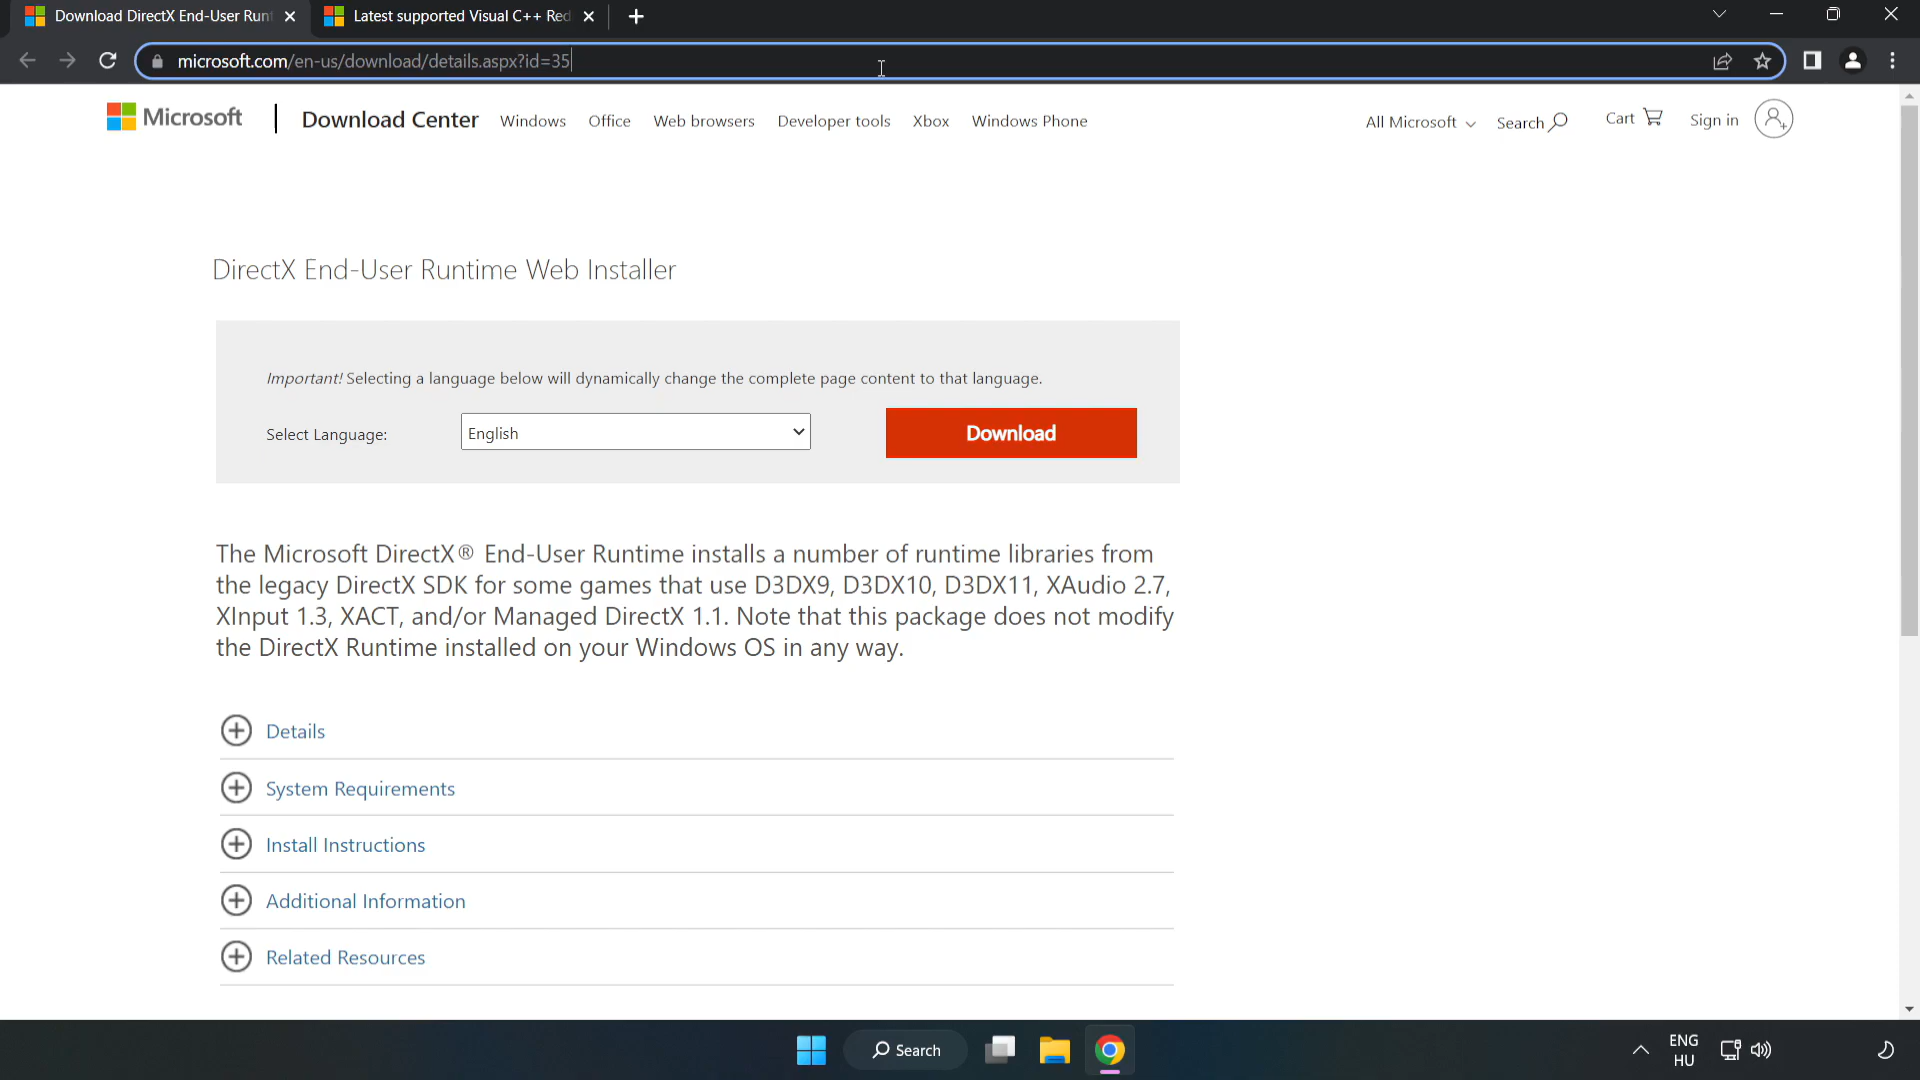 Download DirectX End-User Runt
Latest supported Visual C++ Red
microsoft.com/en-us/download/details.aspx?id=35
Microsoft
Download Center
Windows
Office
Web browsers
Developer tools
Xbox
Windows Phone
All Microsoft
Search
Cart
Sign in
DirectX End-User Runtime Web Installer
Important! Selecting a language below will dynamically change the complete page content to that language.
Select Language:
English
Download
The Microsoft DirectX® End-User Runtime installs a number of runtime libraries from
the legacy DirectX SDK for some games that use D3DX9, D3DX10, D3DX11, XAudio 2.7,
XInput 1.3, XACT, and/or Managed DirectX 1.1. Note that this package does not modify
the DirectX Runtime installed on your Windows OS in any way.
Details
System Requirements
Install Instructions
Additional Information
Related Resources
Search
ENG
HU